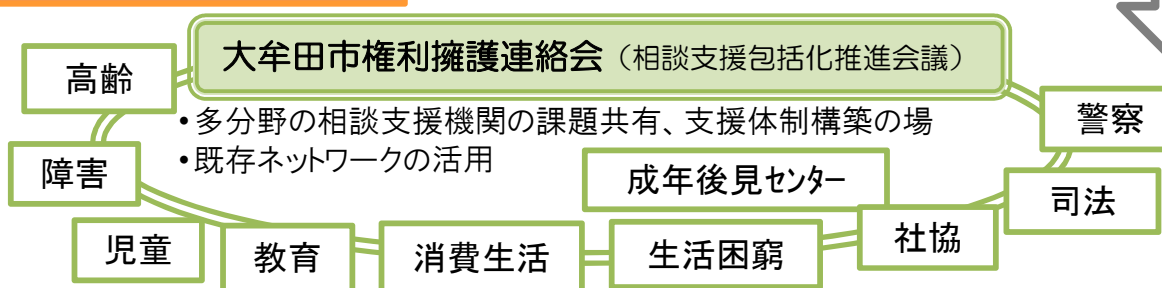 大牟田市権利擁護連絡会（相談支援包括化推進会議）
高齢
•多分野の相談支援機関の課題共有、支援体制構築の場
警察
•既存ネットワークの活用
障害
成年後見センター
司法
児童
教育
消費生活
生活困窮
社協